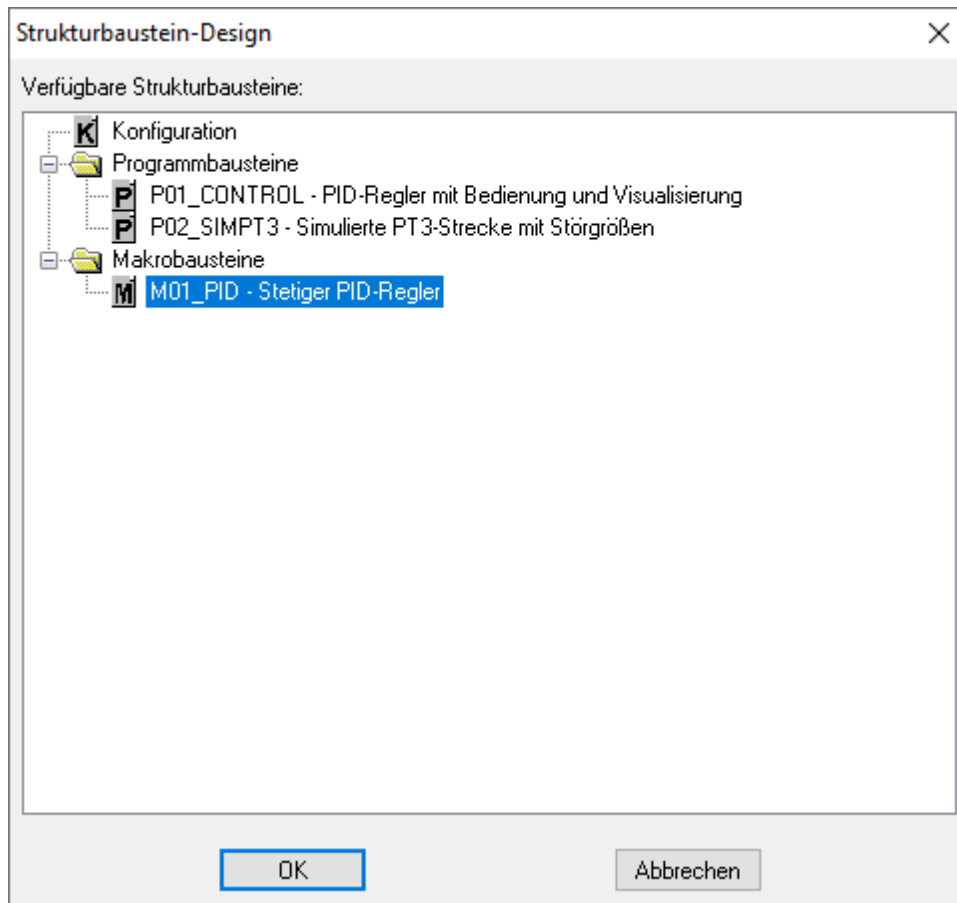 Strukturbaustein-Design
Verfügbare Strukturbausteine:
K Konfiguration
Programmbausteine
P P01_CONTROL - PID-Regler mit Bedienung und Visualisierung
P P02_SIMPT3 - Simulierte PT3-Strecke mit Störgrößen
Makrobausteine
M M01_PID - Stetiger PID-Regler
OK Abbrechen